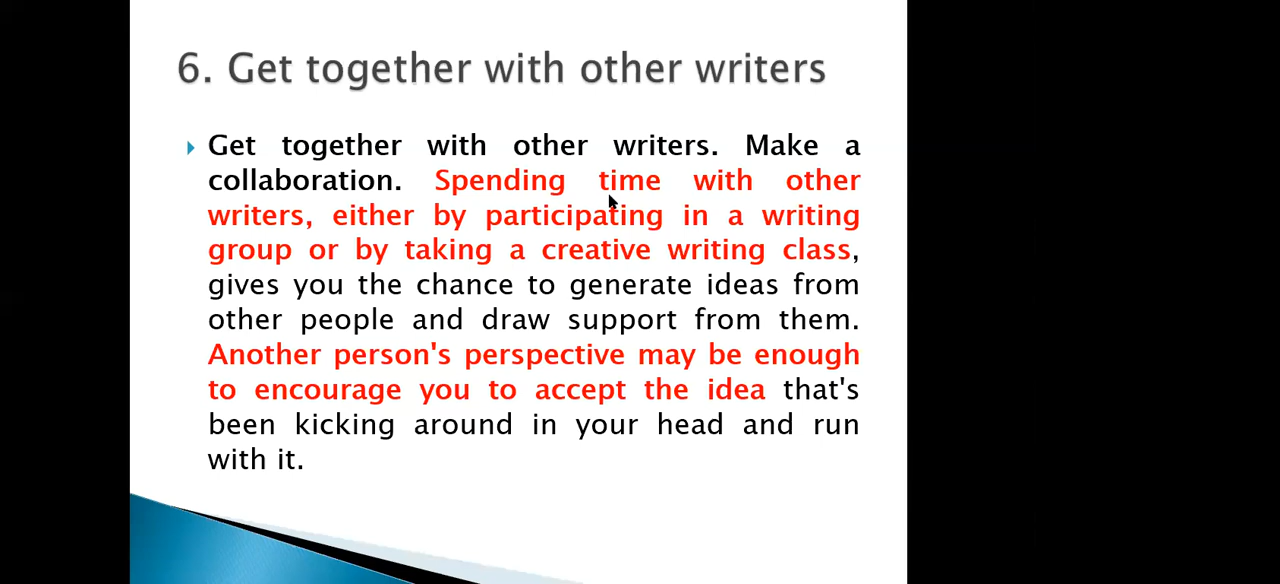 6. Get together with other writers
Get together with other writers. Make a
collaboration. Spending time with other
writers, either by participating in a writing
group or by taking a creative writing class,
gives you the chance to generate ideas from
other people and draw support from them.
Another person's perspective may be enough
to encourage you to accept the idea that's
been kicking around in your head and run
with it.